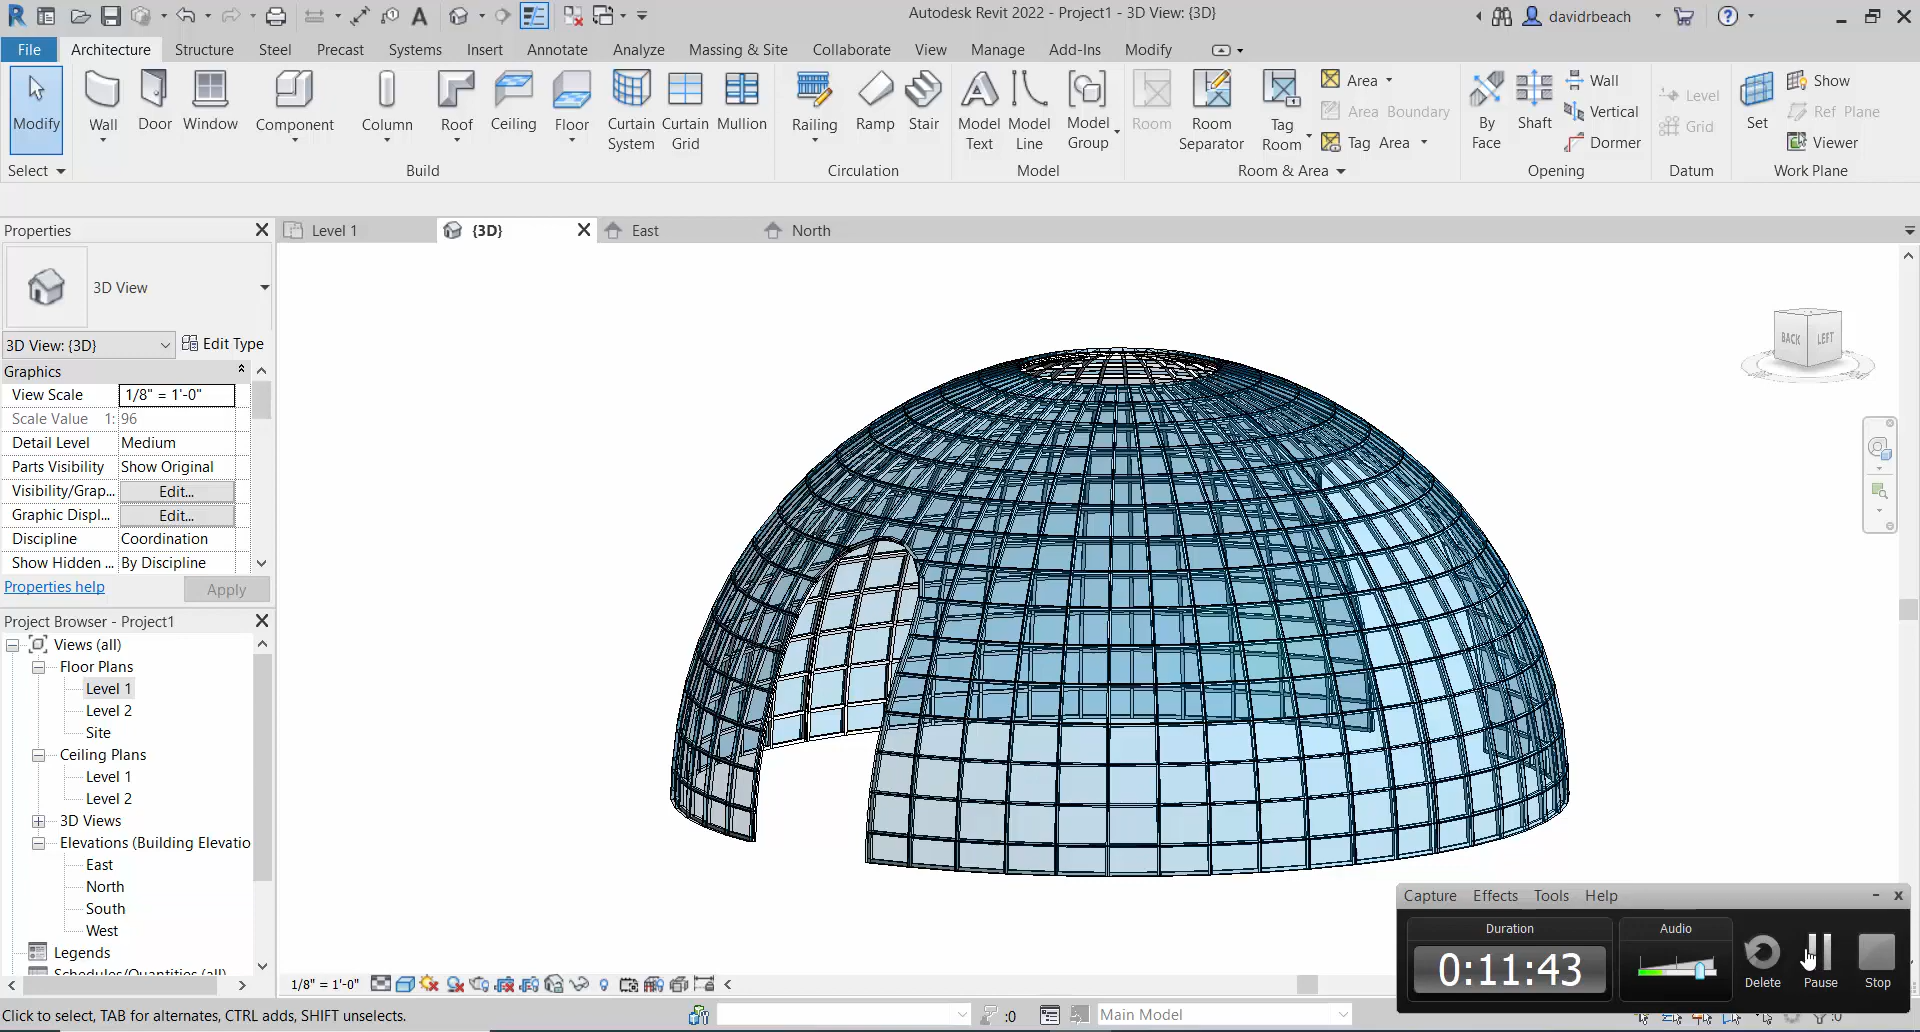 Autodesk Revit 2022 - Project1 - 3D View: {3D}
davidrbeach
File Architecture Structure Steel Precast Systems Insert Annotate Analyze Massing & Site Collaborate View Manage Add-Ins Modify
Modify
Wall
Door
Window
Component
Column
Roof
Ceiling
Floor
Curtain System
Curtain Grid
Mullion
Railing
Ramp
Stair
Model Text
Model Line
Model Group
Room
Room Separator
Tag Room
Area
Area Boundary
Tag Area
By Face
Shaft
Wall
Vertical
Dormer
Level
Grid
Set
Show
Ref Plane
Viewer
Select Build Circulation Model Room & Area Opening Datum Work Plane
Properties
Level 1 {3D} East North
3D View
3D View: {3D} Edit Type
Graphics
View Scale 1/8" = 1'-0"
Scale Value 1: 96
Detail Level Medium
Parts Visibility Show Original
Visibility/Grap... Edit...
Graphic Displ... Edit...
Discipline Coordination
Show Hidden ... By Discipline
Properties help Apply
Project Browser - Project1
Views (all)
Floor Plans
Level 1
Level 2
Site
Ceiling Plans
Level 1
Level 2
3D Views
Elevations (Building Elevatio
East
North
South
West
Legends
Schedules/Quantities (all)
BACK LEFT
Capture Effects Tools Help
Duration
0:11:43
Audio
Delete
Pause
Stop
1/8" = 1'-0"
Click to select, TAB for alternates, CTRL adds, SHIFT unselects.
:0
Main Model
:0